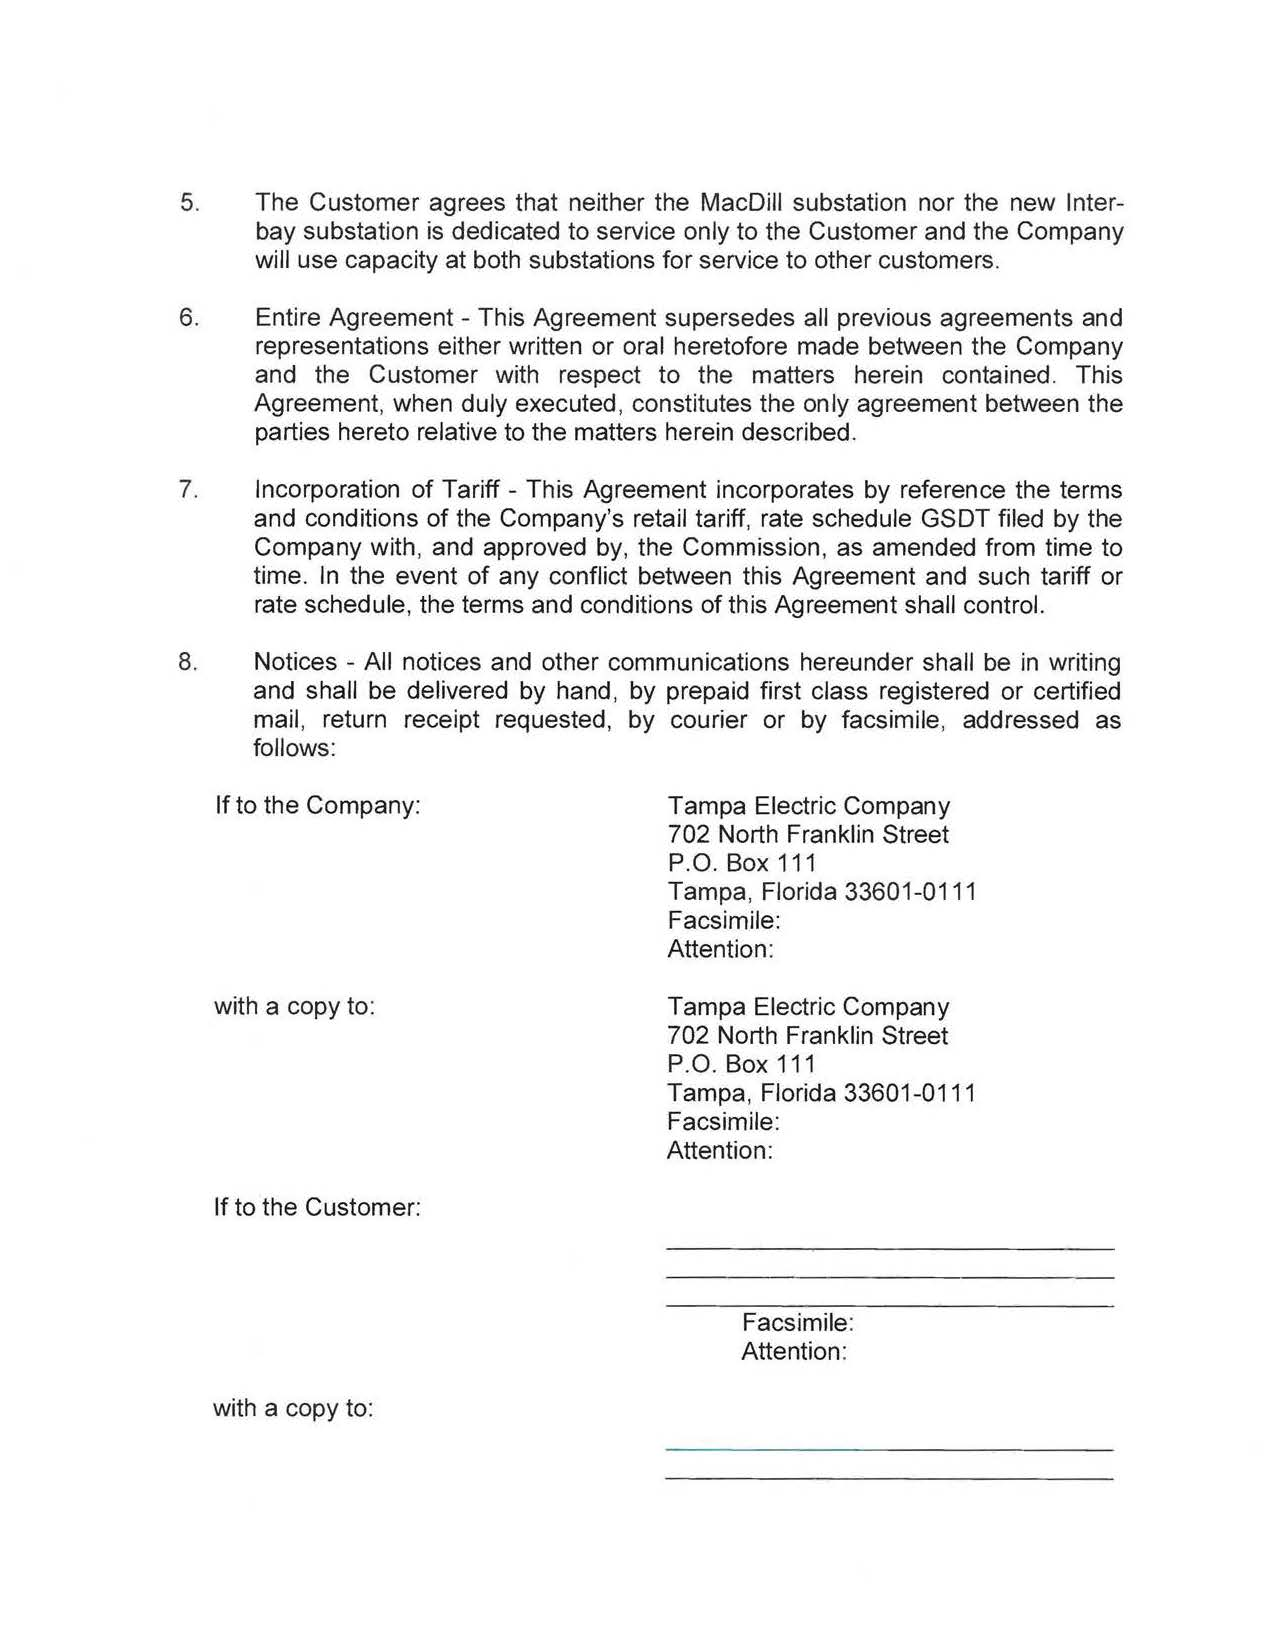 5. The Customer agrees that neither the MacDill substation nor the new Inter-
bay substation is dedicated to service only to the Customer and the Company
will use capacity at both substations for service to other customers.
6. Entire Agreement - This Agreement supersedes all previous agreements and
representations either written or oral heretofore made between the Company
and the Customer with respect to the matters herein contained. This
Agreement, when duly executed, constitutes the only agreement between the
parties hereto relative to the matters herein described.
7. Incorporation of Tariff - This Agreement incorporates by reference the terms
and conditions of the Company's retail tariff, rate schedule GSDT filed by the
Company with, and approved by, the Commission, as amended from time to
time. In the event of any conflict between this Agreement and such tariff or
rate schedule, the terms and conditions of this Agreement shall control.
8. Notices - All notices and other communications hereunder shall be in writing
and shall be delivered by hand, by prepaid first class registered or certified
mail, return receipt requested, by courier or by facsimile, addressed as
follows:
If to the Company: Tampa Electric Company
702 North Franklin Street
P.O. Box 111
Tampa, Florida 33601-0111
Facsimile:
Attention:
with a copy to: Tampa Electric Company
702 North Franklin Street
P.O. Box 111
Tampa, Florida 33601-0111
Facsimile:
Attention:
If to the Customer:
Facsimile:
Attention:
with a copy to: